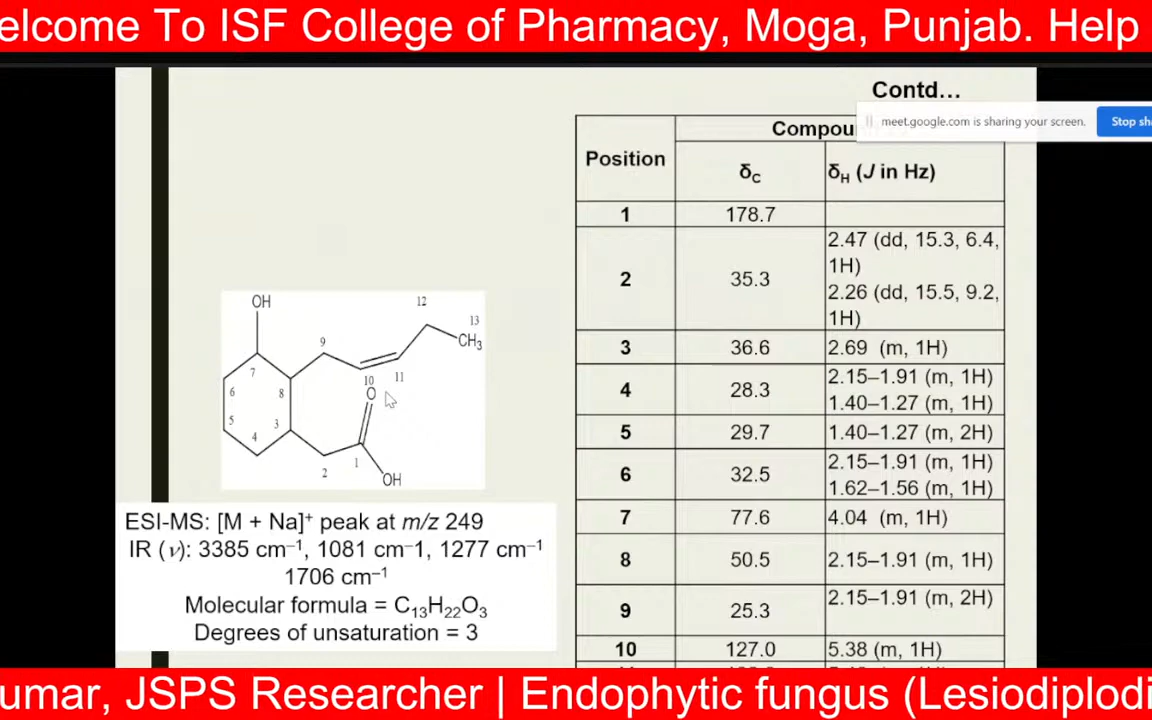 elcome To ISF College of Pharmacy, Moga, Punjab. Help
Contd...
meet.google.com is sharing your screen.
Stop sh
Position
δC
δH (J in Hz)
1 178.7
2 35.3 2.47 (dd, 15.3, 6.4,
1H)
2.26 (dd, 15.5, 9.2,
1H)
3 36.6 2.69 (m, 1H)
4 28.3 2.15–1.91 (m, 1H)
1.40–1.27 (m, 1H)
5 29.7 1.40–1.27 (m, 2H)
6 32.5 2.15–1.91 (m, 1H)
1.62–1.56 (m, 1H)
7 77.6 4.04 (m, 1H)
8 50.5 2.15–1.91 (m, 1H)
9 25.3 2.15–1.91 (m, 2H)
10 127.0 5.38 (m, 1H)
OH
12
13
CH3
9
7
10
11
6
8
O
5
3
4
1
2
OH
ESI-MS: [M + Na]+ peak at m/z 249
IR (ν): 3385 cm–1, 1081 cm–1, 1277 cm–1
1706 cm–1
Molecular formula = C13H22O3
Degrees of unsaturation = 3
umar, JSPS Researcher | Endophytic fungus (Lesiodiplodi